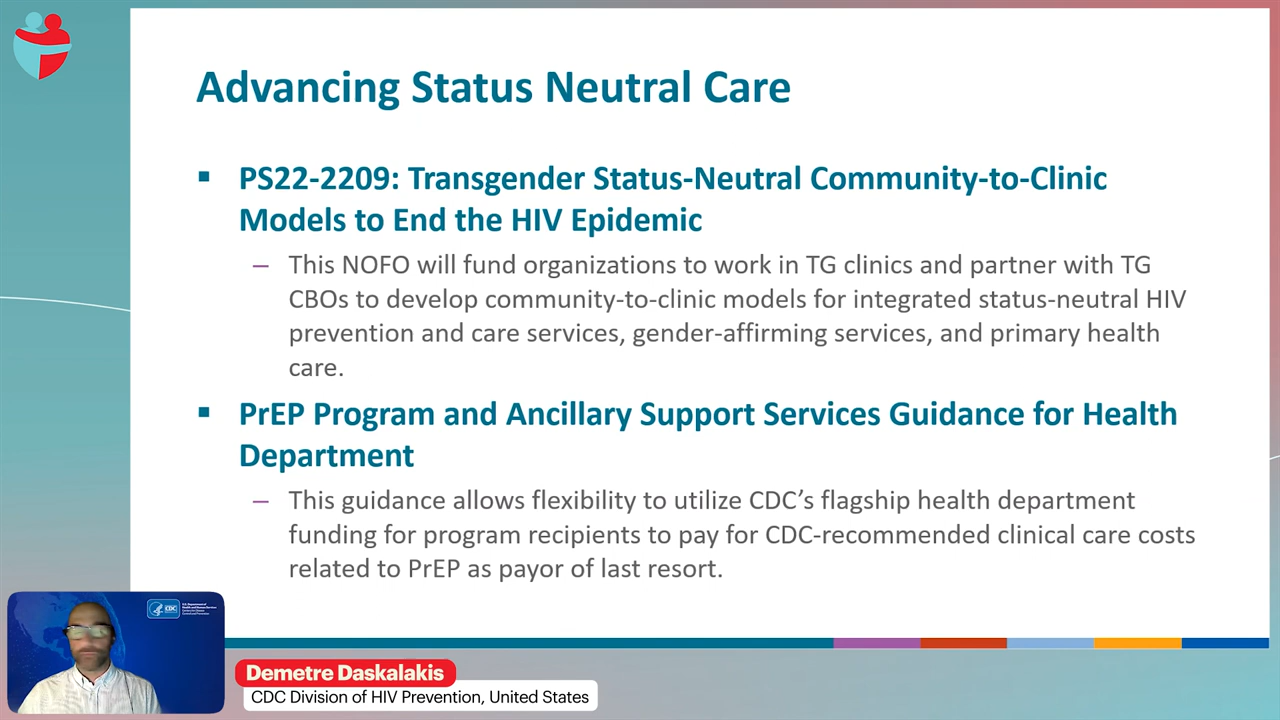 Advancing Status Neutral Care
▪ PS22-2209: Transgender Status-Neutral Community-to-Clinic
Models to End the HIV Epidemic
– This NOFO will fund organizations to work in TG clinics and partner with TG
CBOs to develop community-to-clinic models for integrated status-neutral HIV
prevention and care services, gender-affirming services, and primary health
care.
▪ PrEP Program and Ancillary Support Services Guidance for Health
Department
– This guidance allows flexibility to utilize CDC’s flagship health department
funding for program recipients to pay for CDC-recommended clinical care costs
related to PrEP as payor of last resort.
CDC
Demetre Daskalakis
CDC Division of HIV Prevention, United States